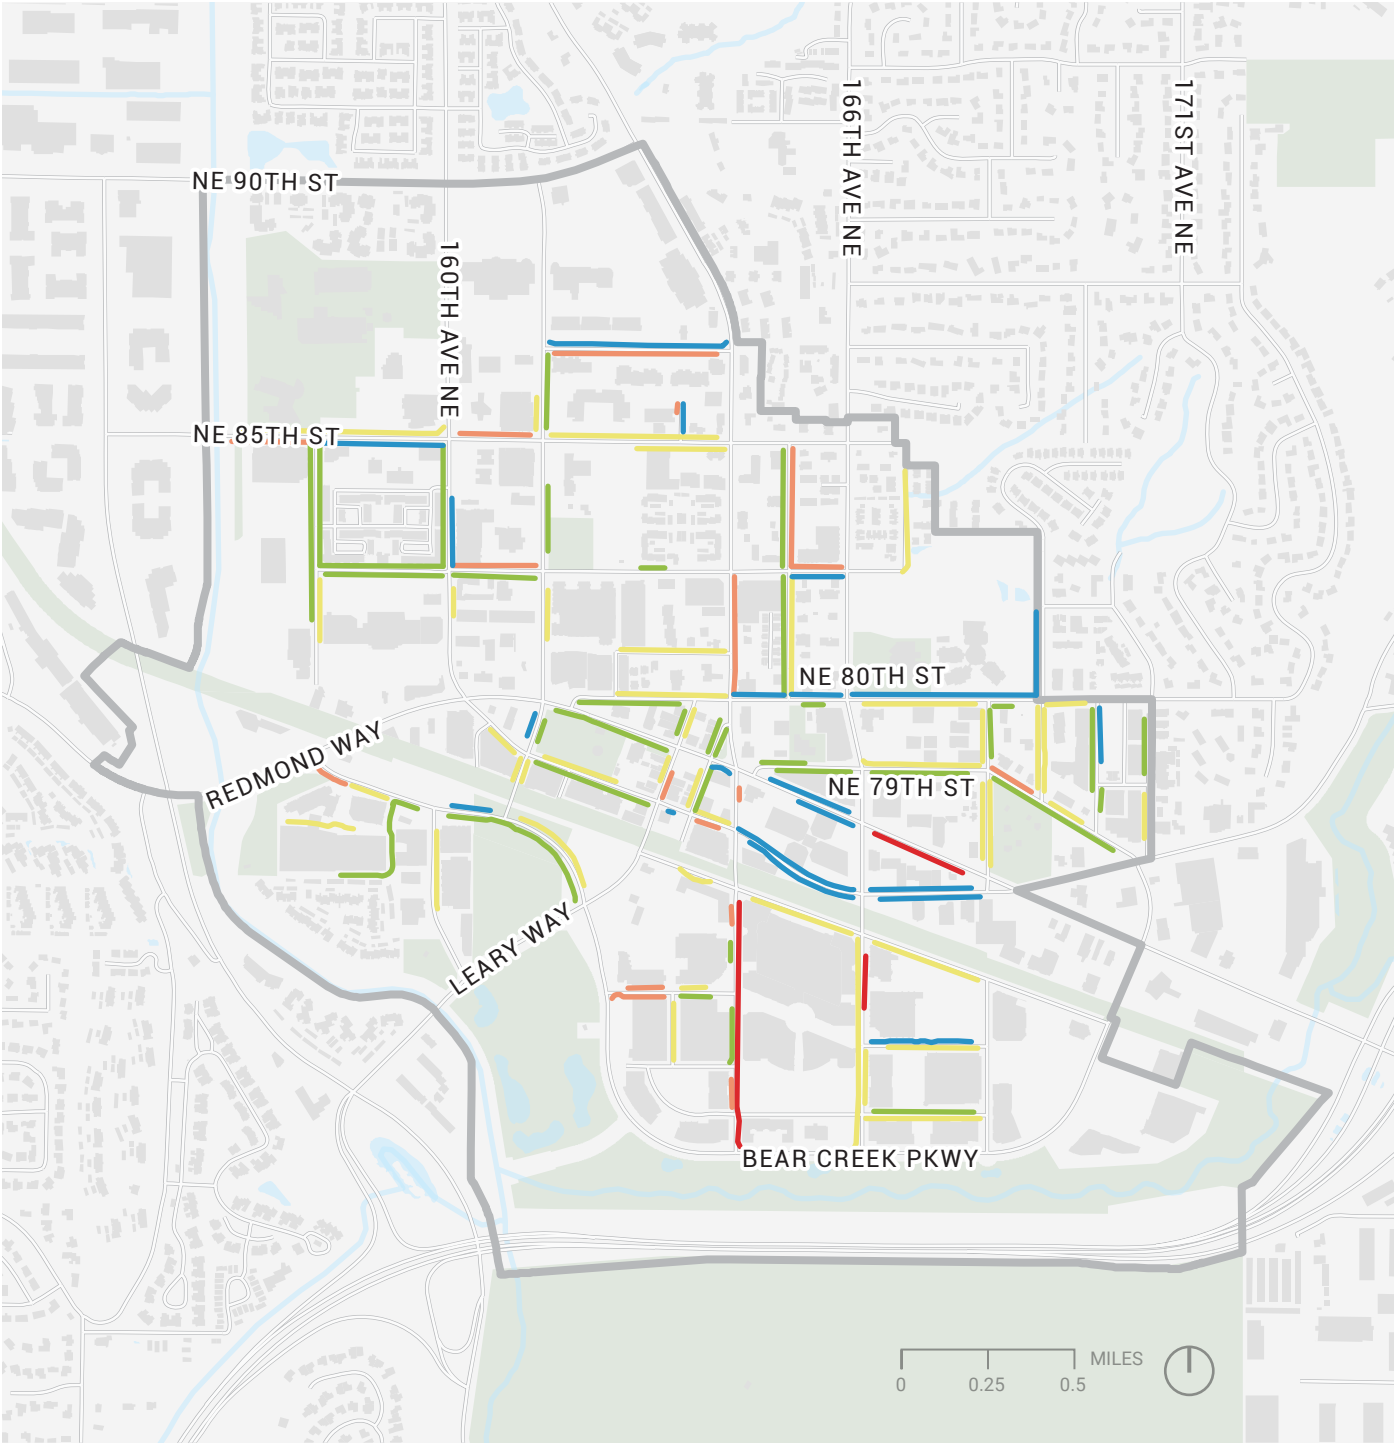 166TH AVE NE
171ST AVE NE
NE 90TH ST
160TH AVE NE
NE 85TH ST
NE 80TH ST
REDMOND WAY
NE 79TH ST
LEARY WAY
BEAR CREEK PKWY
MILES
0 0.25 0.5